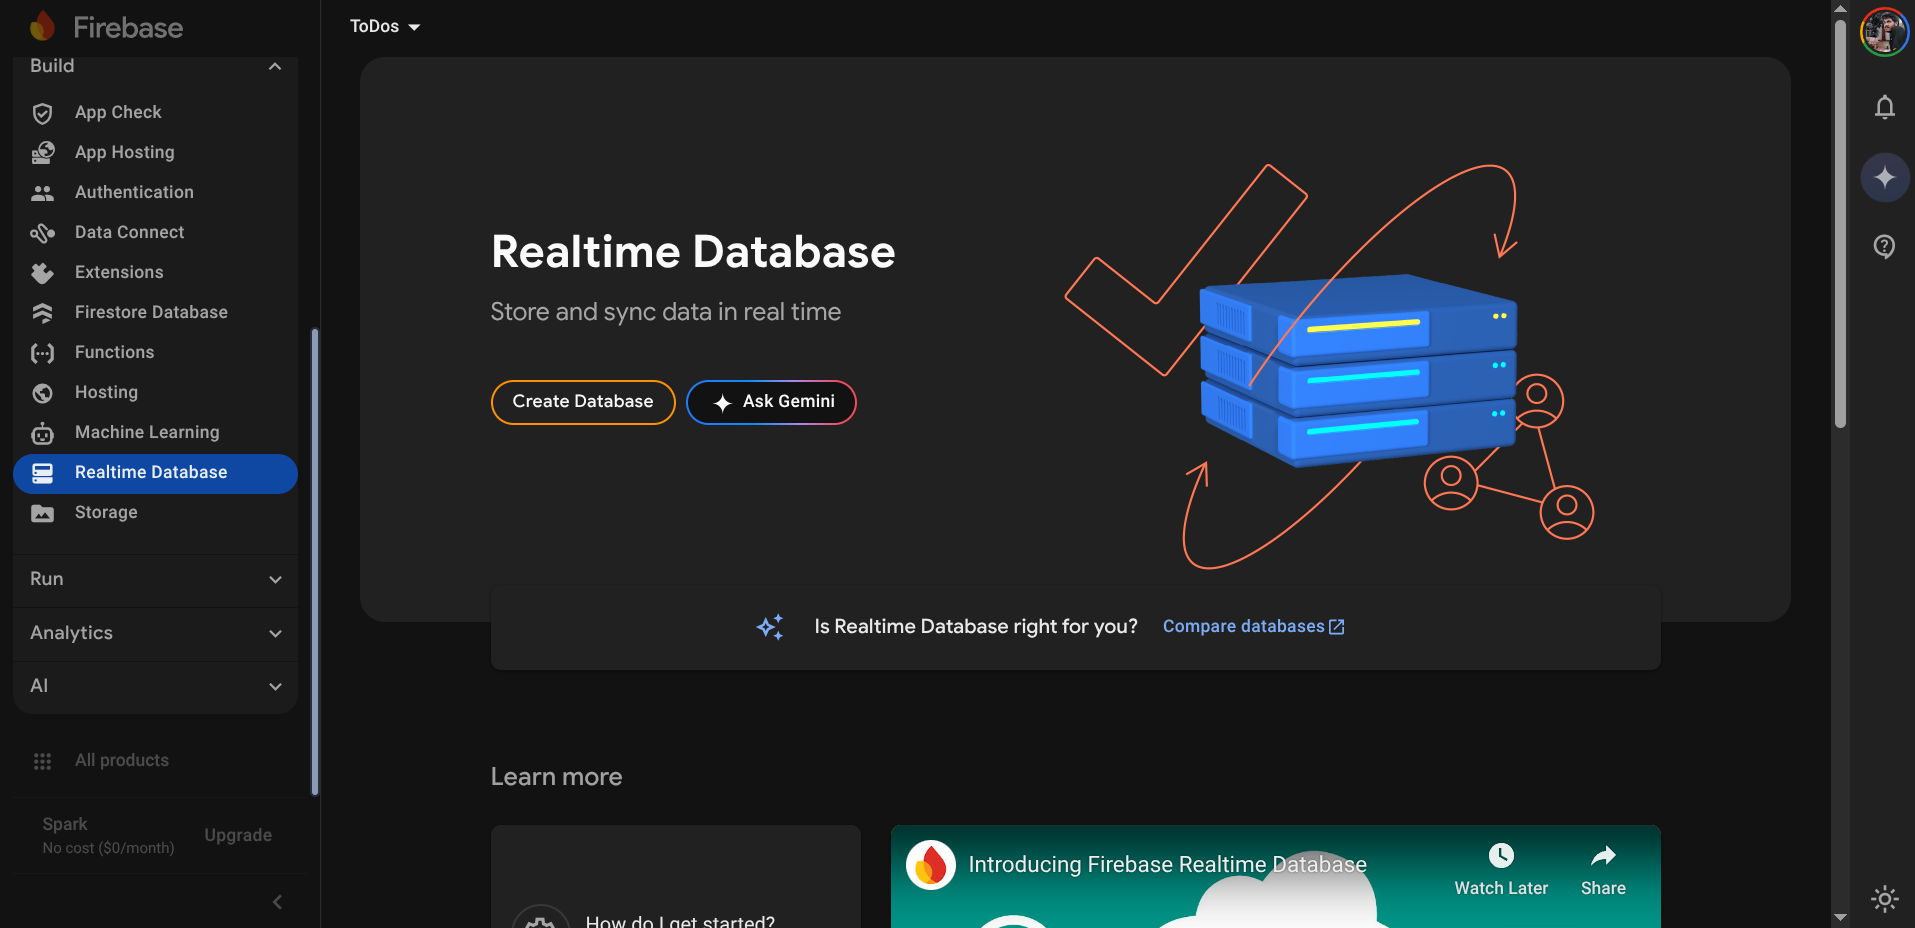 Firebase
Build
App Check
App Hosting
Authentication
Data Connect
Extensions
Firestore Database
Functions
Hosting
Machine Learning
Realtime Database
Storage
Run
Analytics
AI
All products
Spark
No cost ($0/month)
Upgrade
ToDos
Realtime Database
Store and sync data in real time
Create Database
Ask Gemini
Is Realtime Database right for you? Compare databases
Learn more
How do I get started?
Introducing Firebase Realtime Database
Watch Later
Share